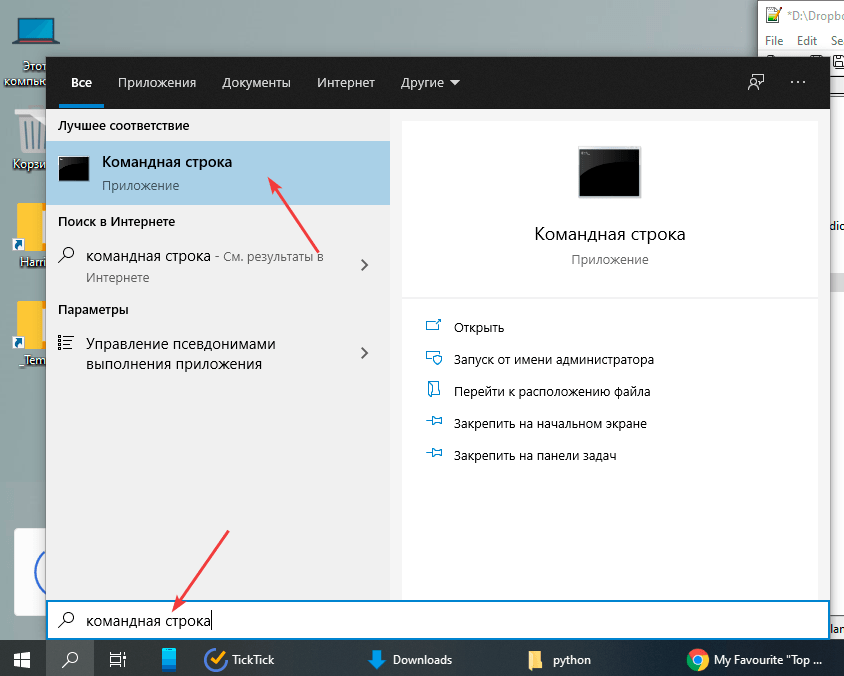 *D:\Dropbo
File Edit Se
Этот
компью
Все Приложения Документы Интернет Другие
Лучшее соответствие
Командная строка
Приложение
Поиск в Интернете
командная строка - См. результаты в
Интернете
Параметры
Управление псевдонимами
выполнения приложения
Командная строка
Приложение
Открыть
Запуск от имени администратора
Перейти к расположению файла
Закрепить на начальном экране
Закрепить на панели задач
Корзи
Harri
_Tem
командная строка
TickTick Downloads python My Favourite "Top ...